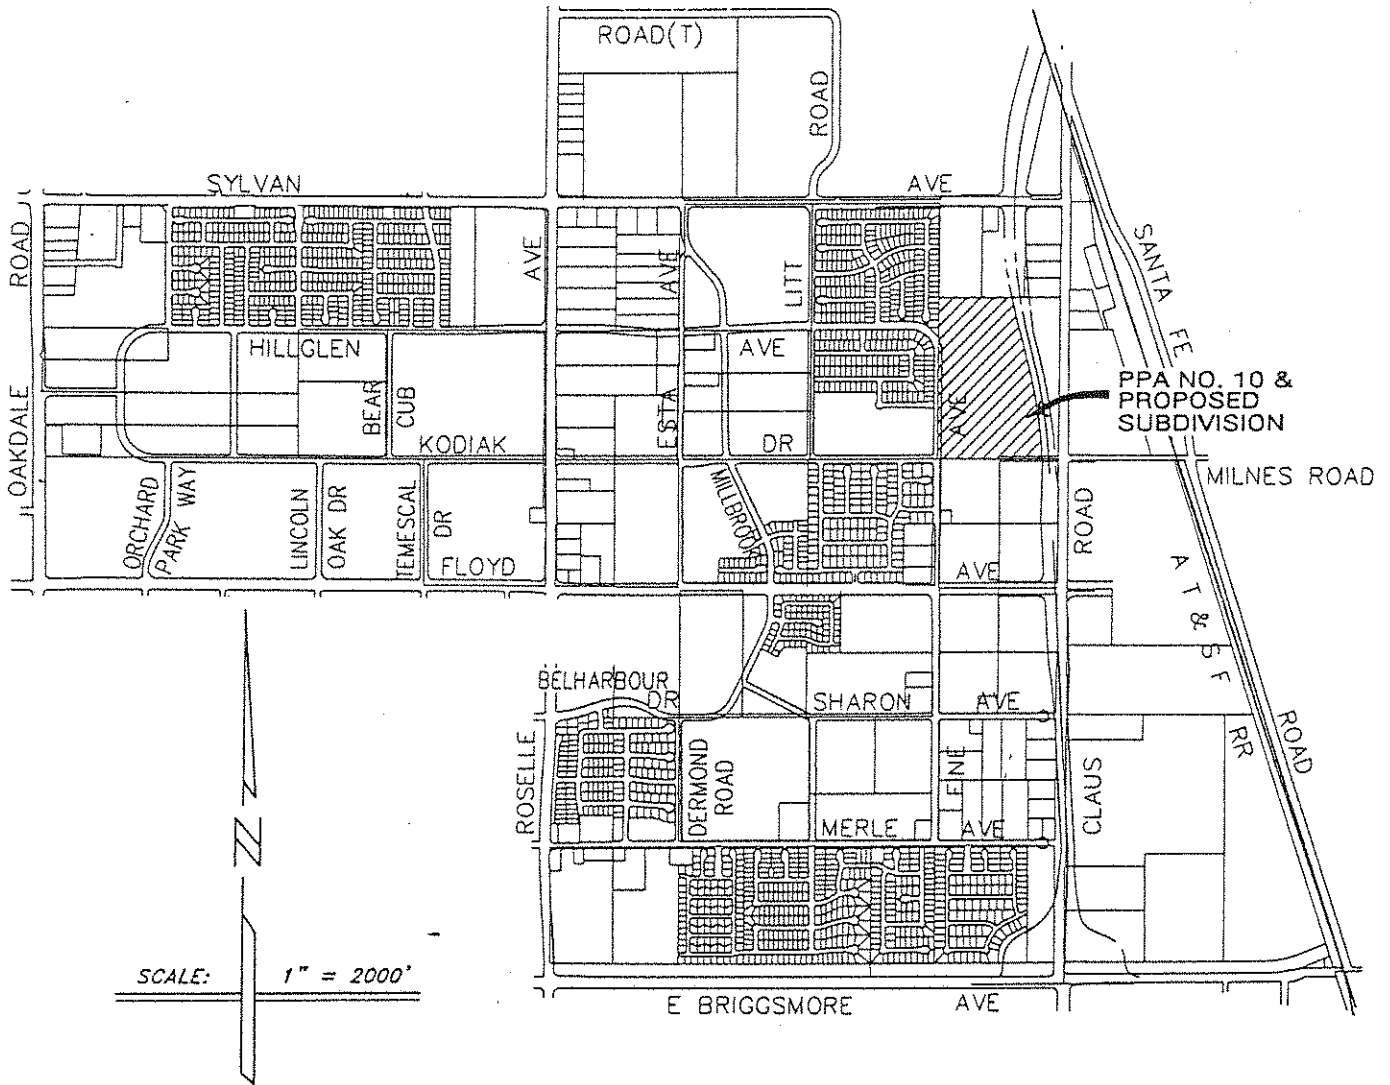 ROAD(T)
ROAD
SYLVAN
AVE
ROAD
AVE
AVE
LITT
SANTA FE
HILLGLEN
AVE
BEAR
CUB
ESTA
AVE
PPA NO. 10 &
PROPOSED
SUBDIVISION
OAKDALE
KODIAK
DR
MILNES ROAD
ORCHARD
PARK WAY
LINCOLN
OAK DR
TEMESCAL
DR
MILLBROOK
ROAD
FLOYD
AVE
A T & S F
RR
BELHARBOUR
DR
SHARON
AVE
ROAD
ROSELLE
DERMOND
ROAD
FINE
CLAUS
MERLE
AVE
N
SCALE: 1" = 2000'
E BRIGGSMORE
AVE